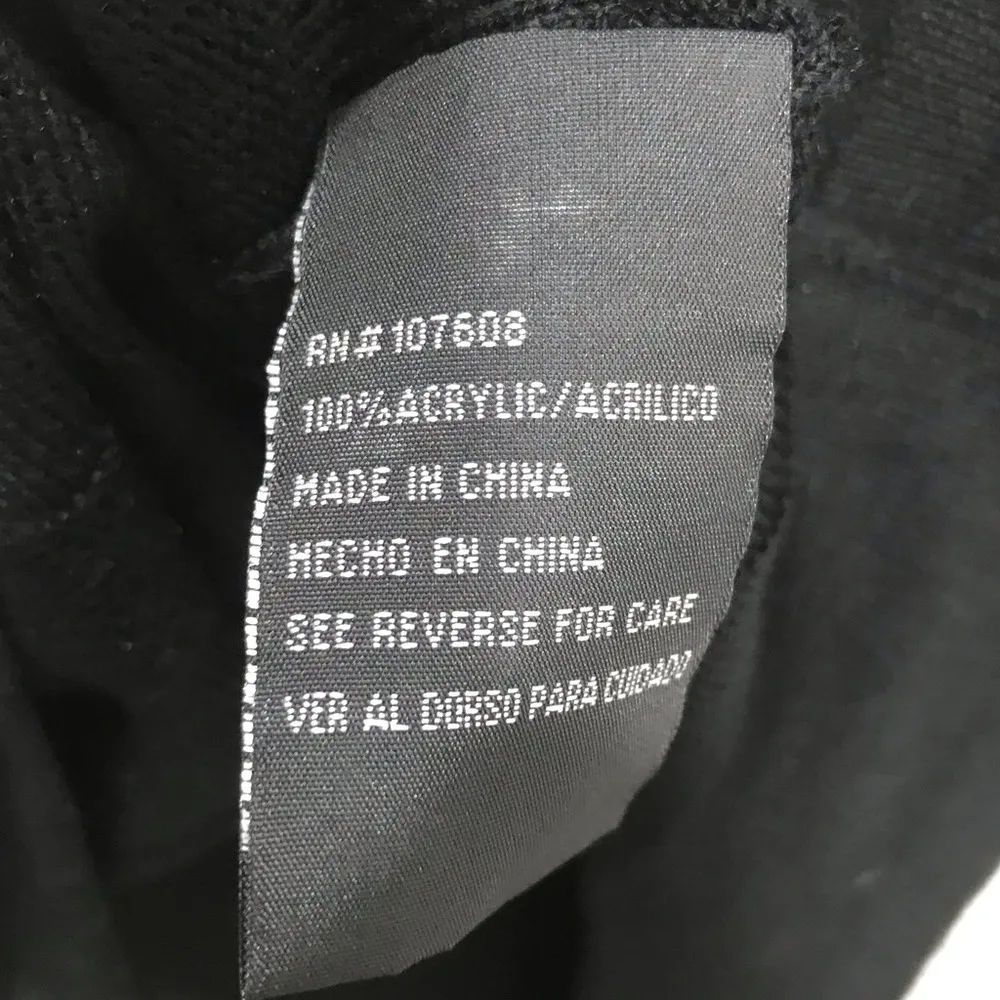 RN#107608
100%ACRYLIC/ACRILICO
MADE IN CHINA
HECHO EN CHINA
SEE REVERSE FOR CARE
VER AL DORSO PARA CUIDADO